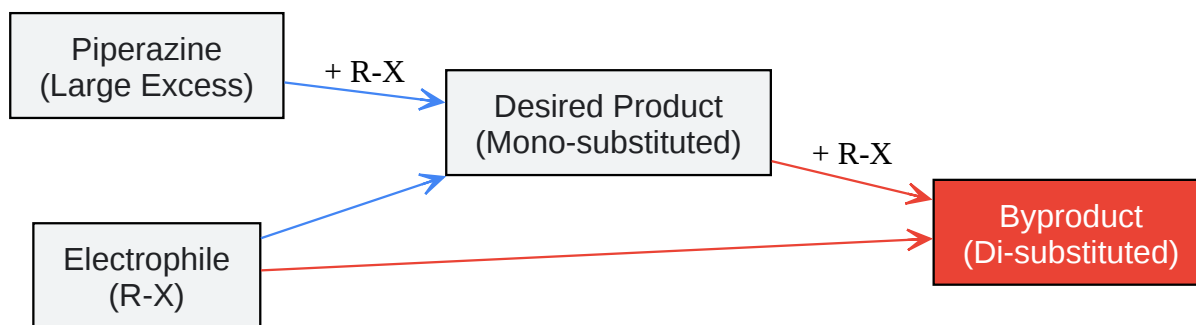 Piperazine
(Large Excess)
+ R-X
Desired Product
(Mono-substituted)
+ R-X
Byproduct
(Di-substituted)
Electrophile
(R-X)